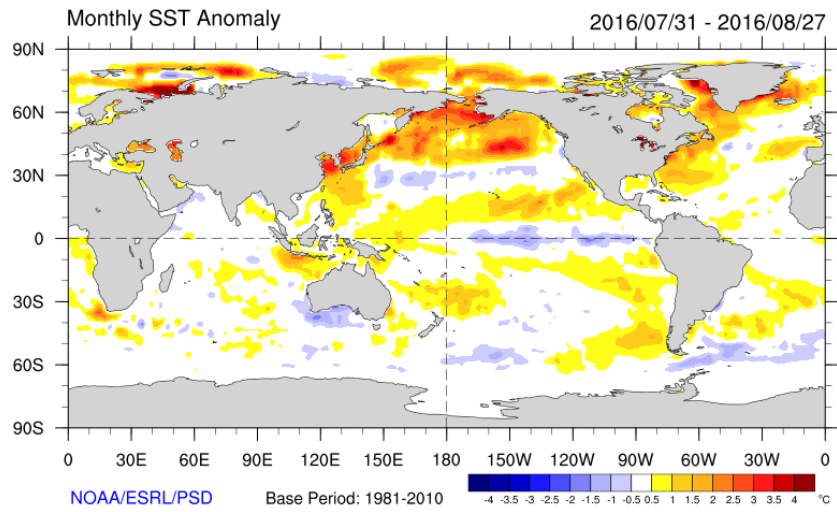 Monthly SST Anomaly 2016/07/31 - 2016/08/27
90N
60N
30N
0
30S
60S
90S
0 30E 60E 90E 120E 150E 180 150W 120W 90W 60W 30W 0
NOAA/ESRL/PSD Base Period: 1981-2010
-4 -3.5 -3 -2.5 -2 -1.5 -1 -0.5 0.5 1 1.5 2 2.5 3 3.5 4 °C